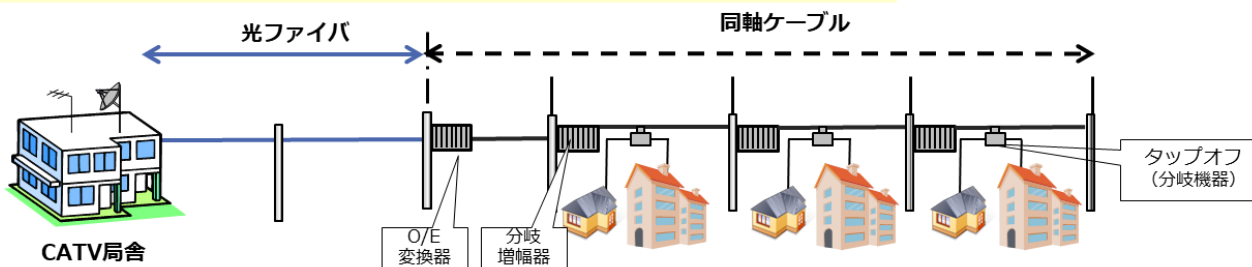 同軸ケーブル
光ファイバ
タップオフ
（分岐機器）
O/E
変換器
分岐
増幅器
CATV局舎